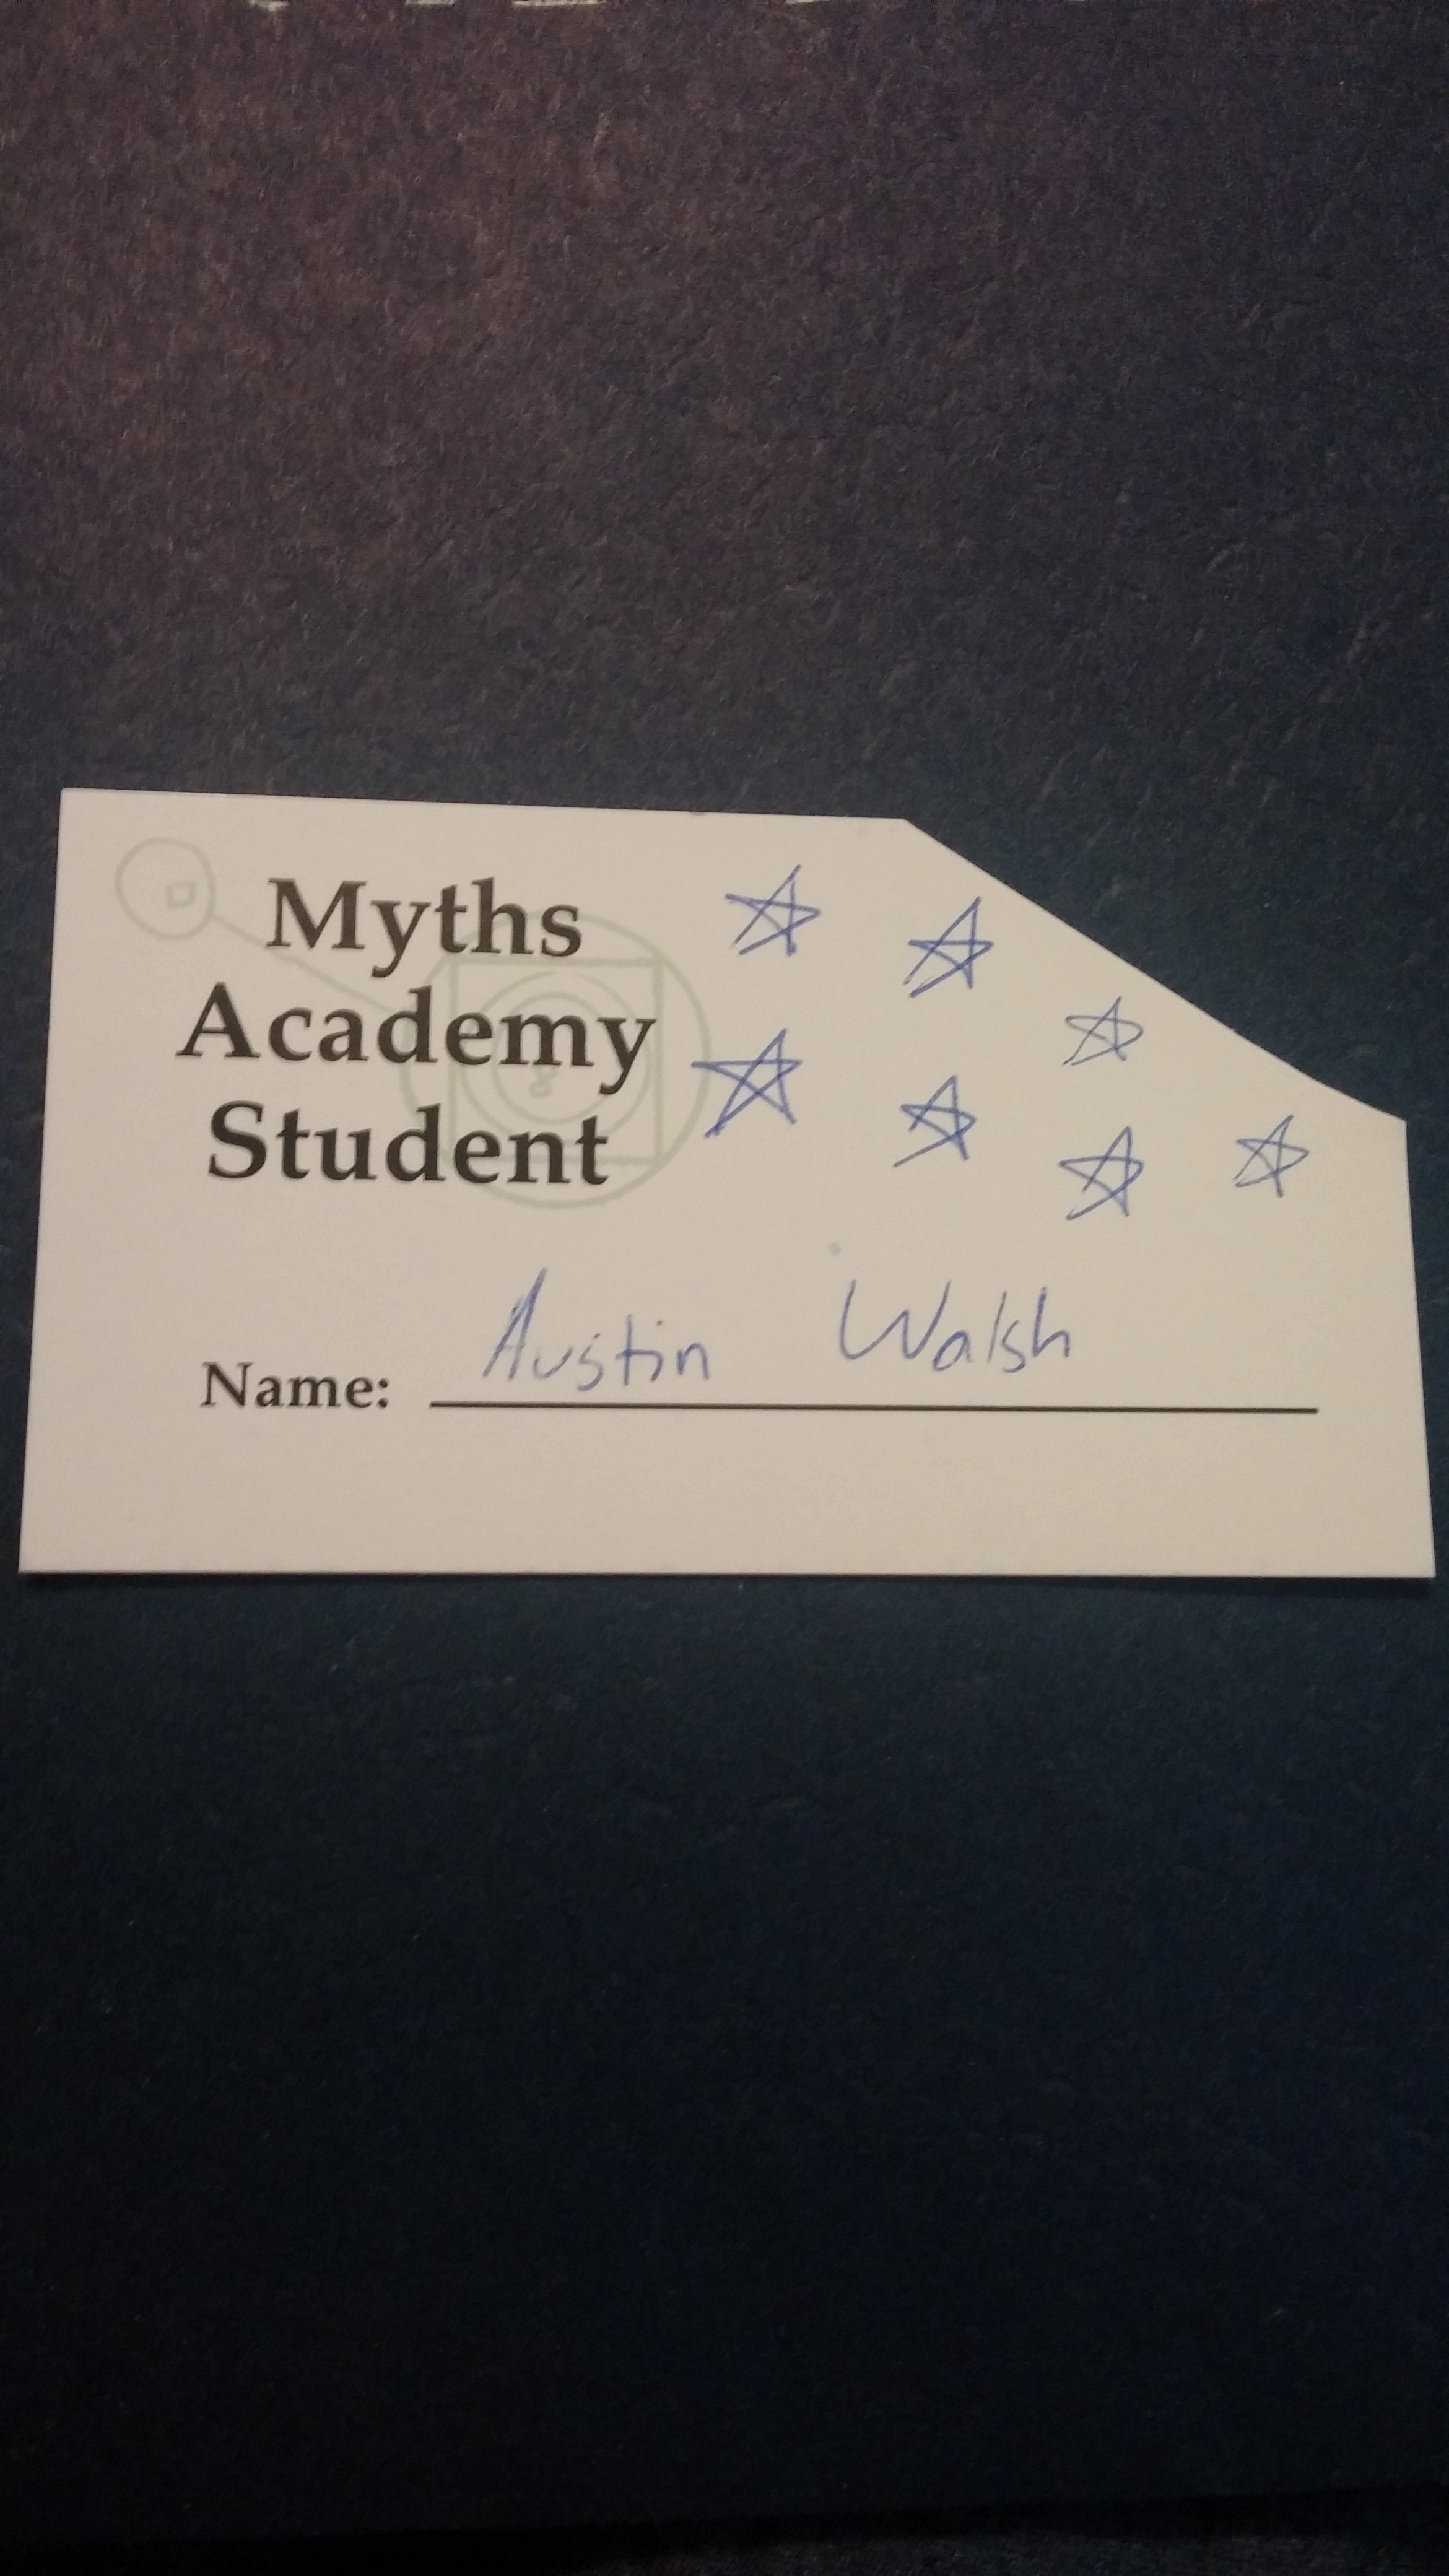 Myths
Academy
Student
Name: Austin Walsh